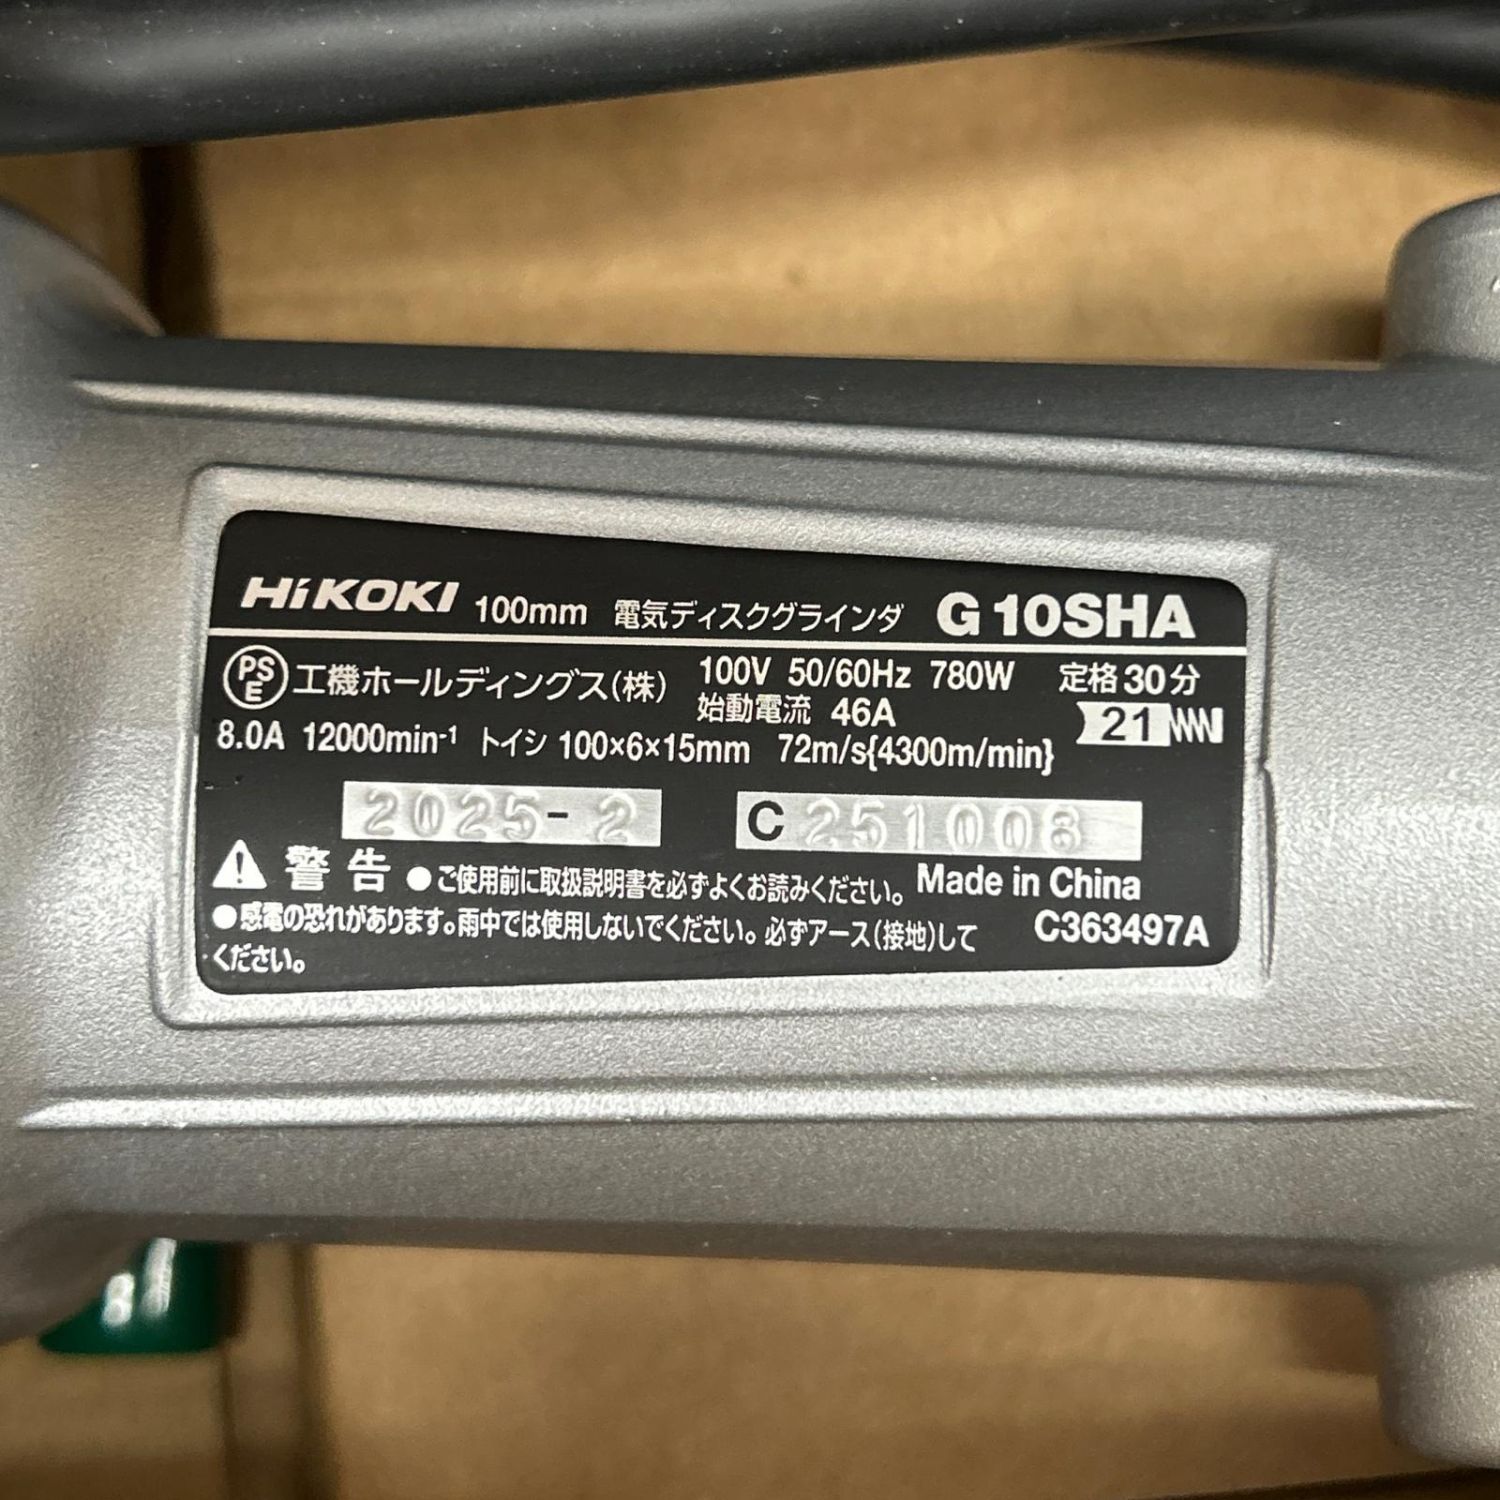 HiKOKI 100mm 電気ディスクグラインダ G10SHA
PSE 工機ホールディングス(株) 100V 50/60Hz 780W 定格30分
始動電流 46A 21
8.0A 12000min-1 トイシ 100×6×15mm 72m/s{4300m/min}
2025-2 C 251008
警告 ●ご使用前に取扱説明書を必ずよくお読みください。 Made in China
●感電の恐れがあります。雨中では使用しないでください。必ずアース(接地)して C363497A
ください。